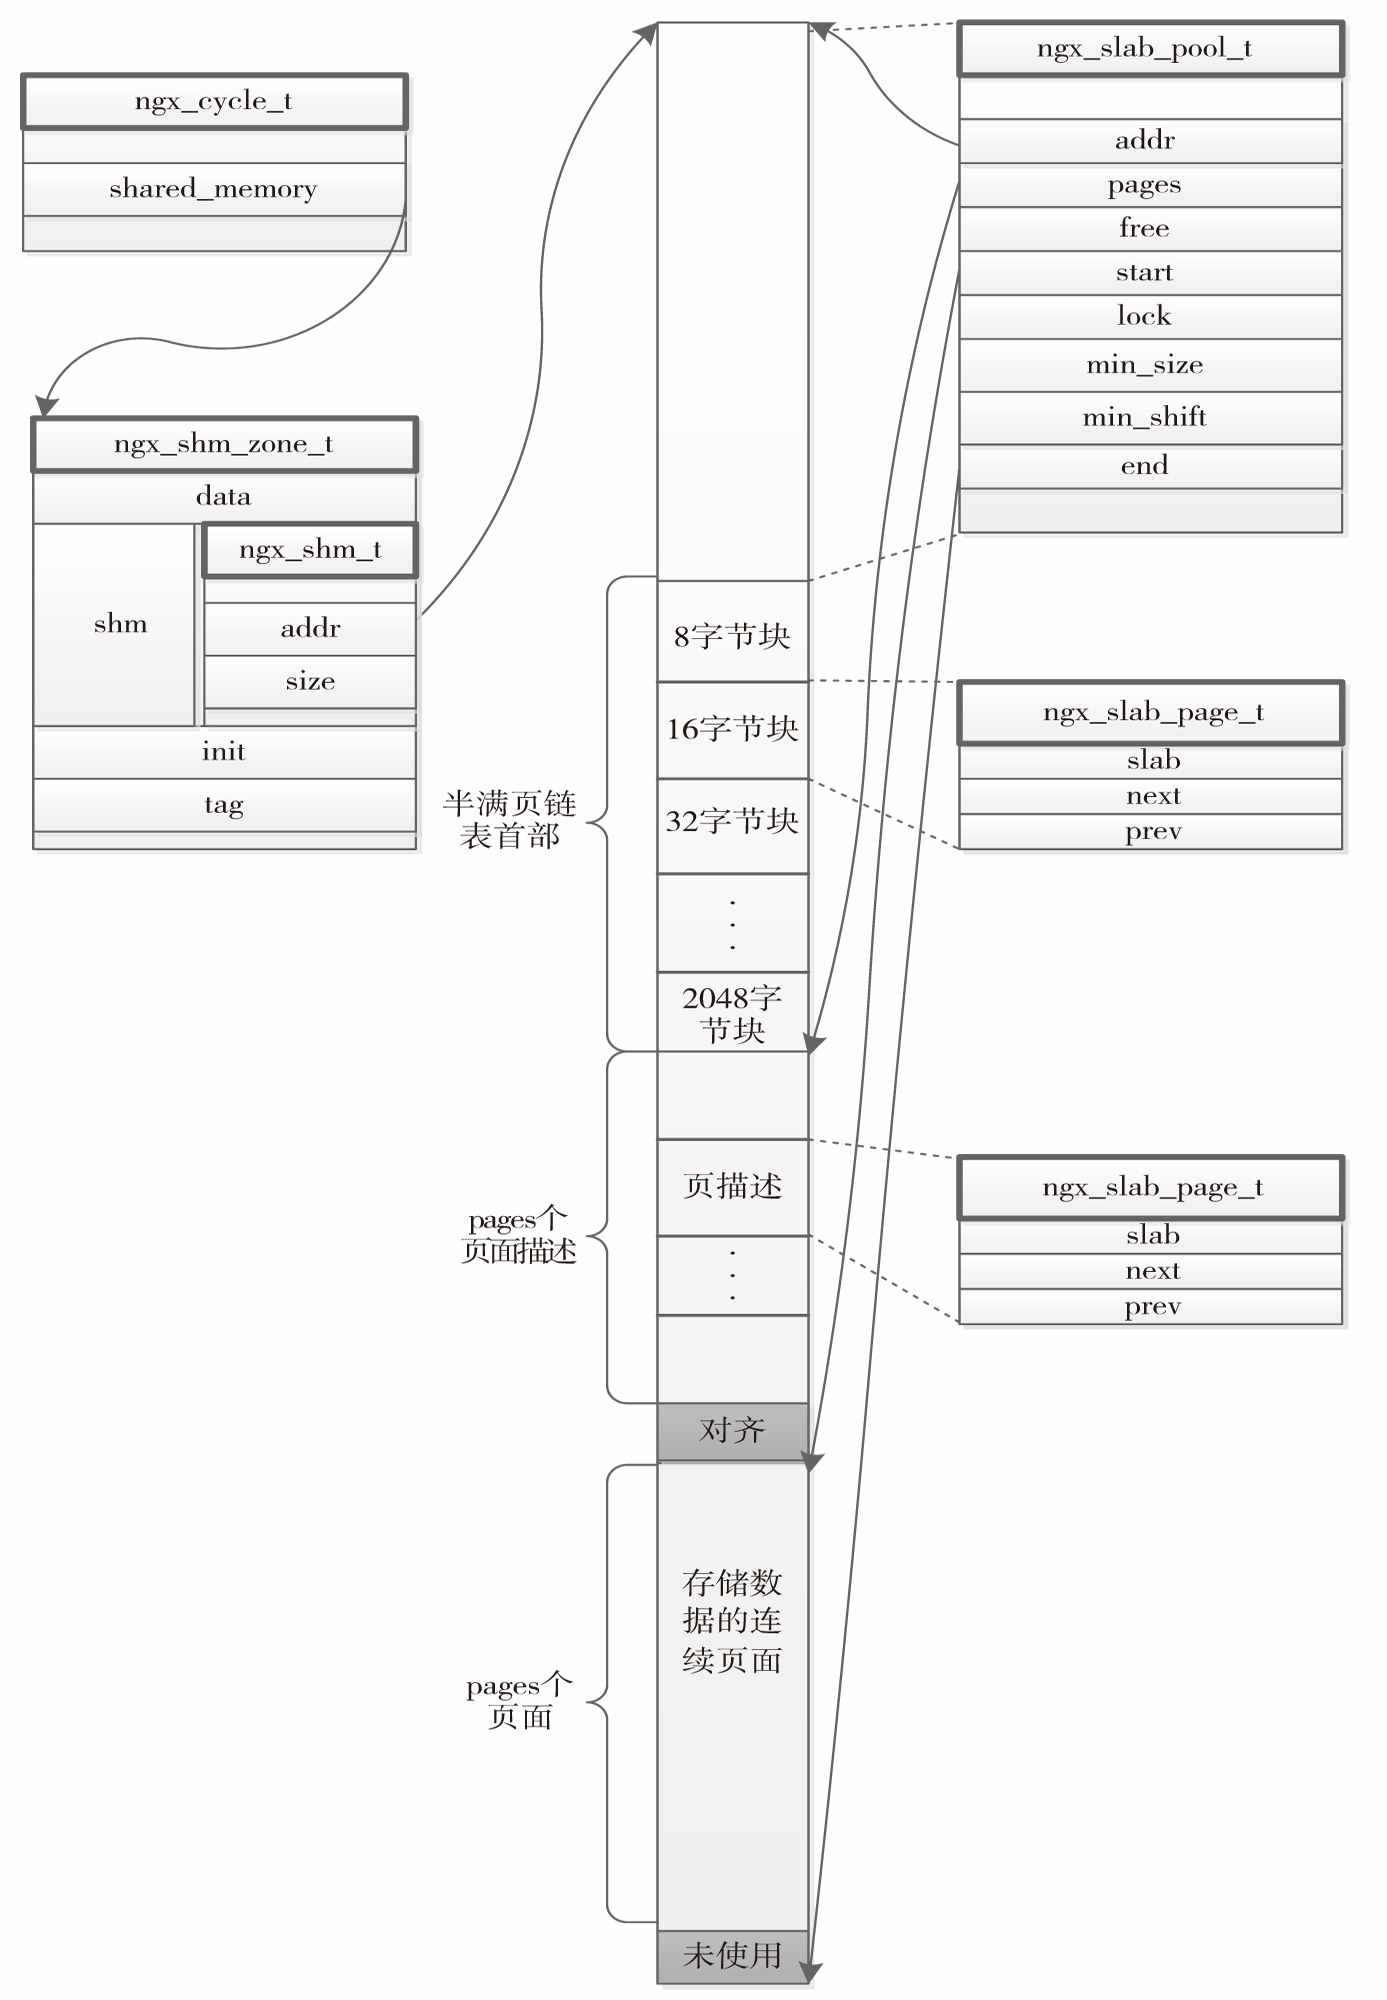 ngx_cycle_t
shared_memory
ngx_shm_zone_t
data
shm
ngx_shm_t
addr
size
init
tag
半满页链
表首部
pages个
页面描述
pages个
页面
8字节块
16字节块
32字节块
2048字
节块
页描述
对齐
存储数
据的连
续页面
未使用
ngx_slab_pool_t
addr
pages
free
start
lock
min_size
min_shift
end
ngx_slab_page_t
slab
next
prev
ngx_slab_page_t
slab
next
prev